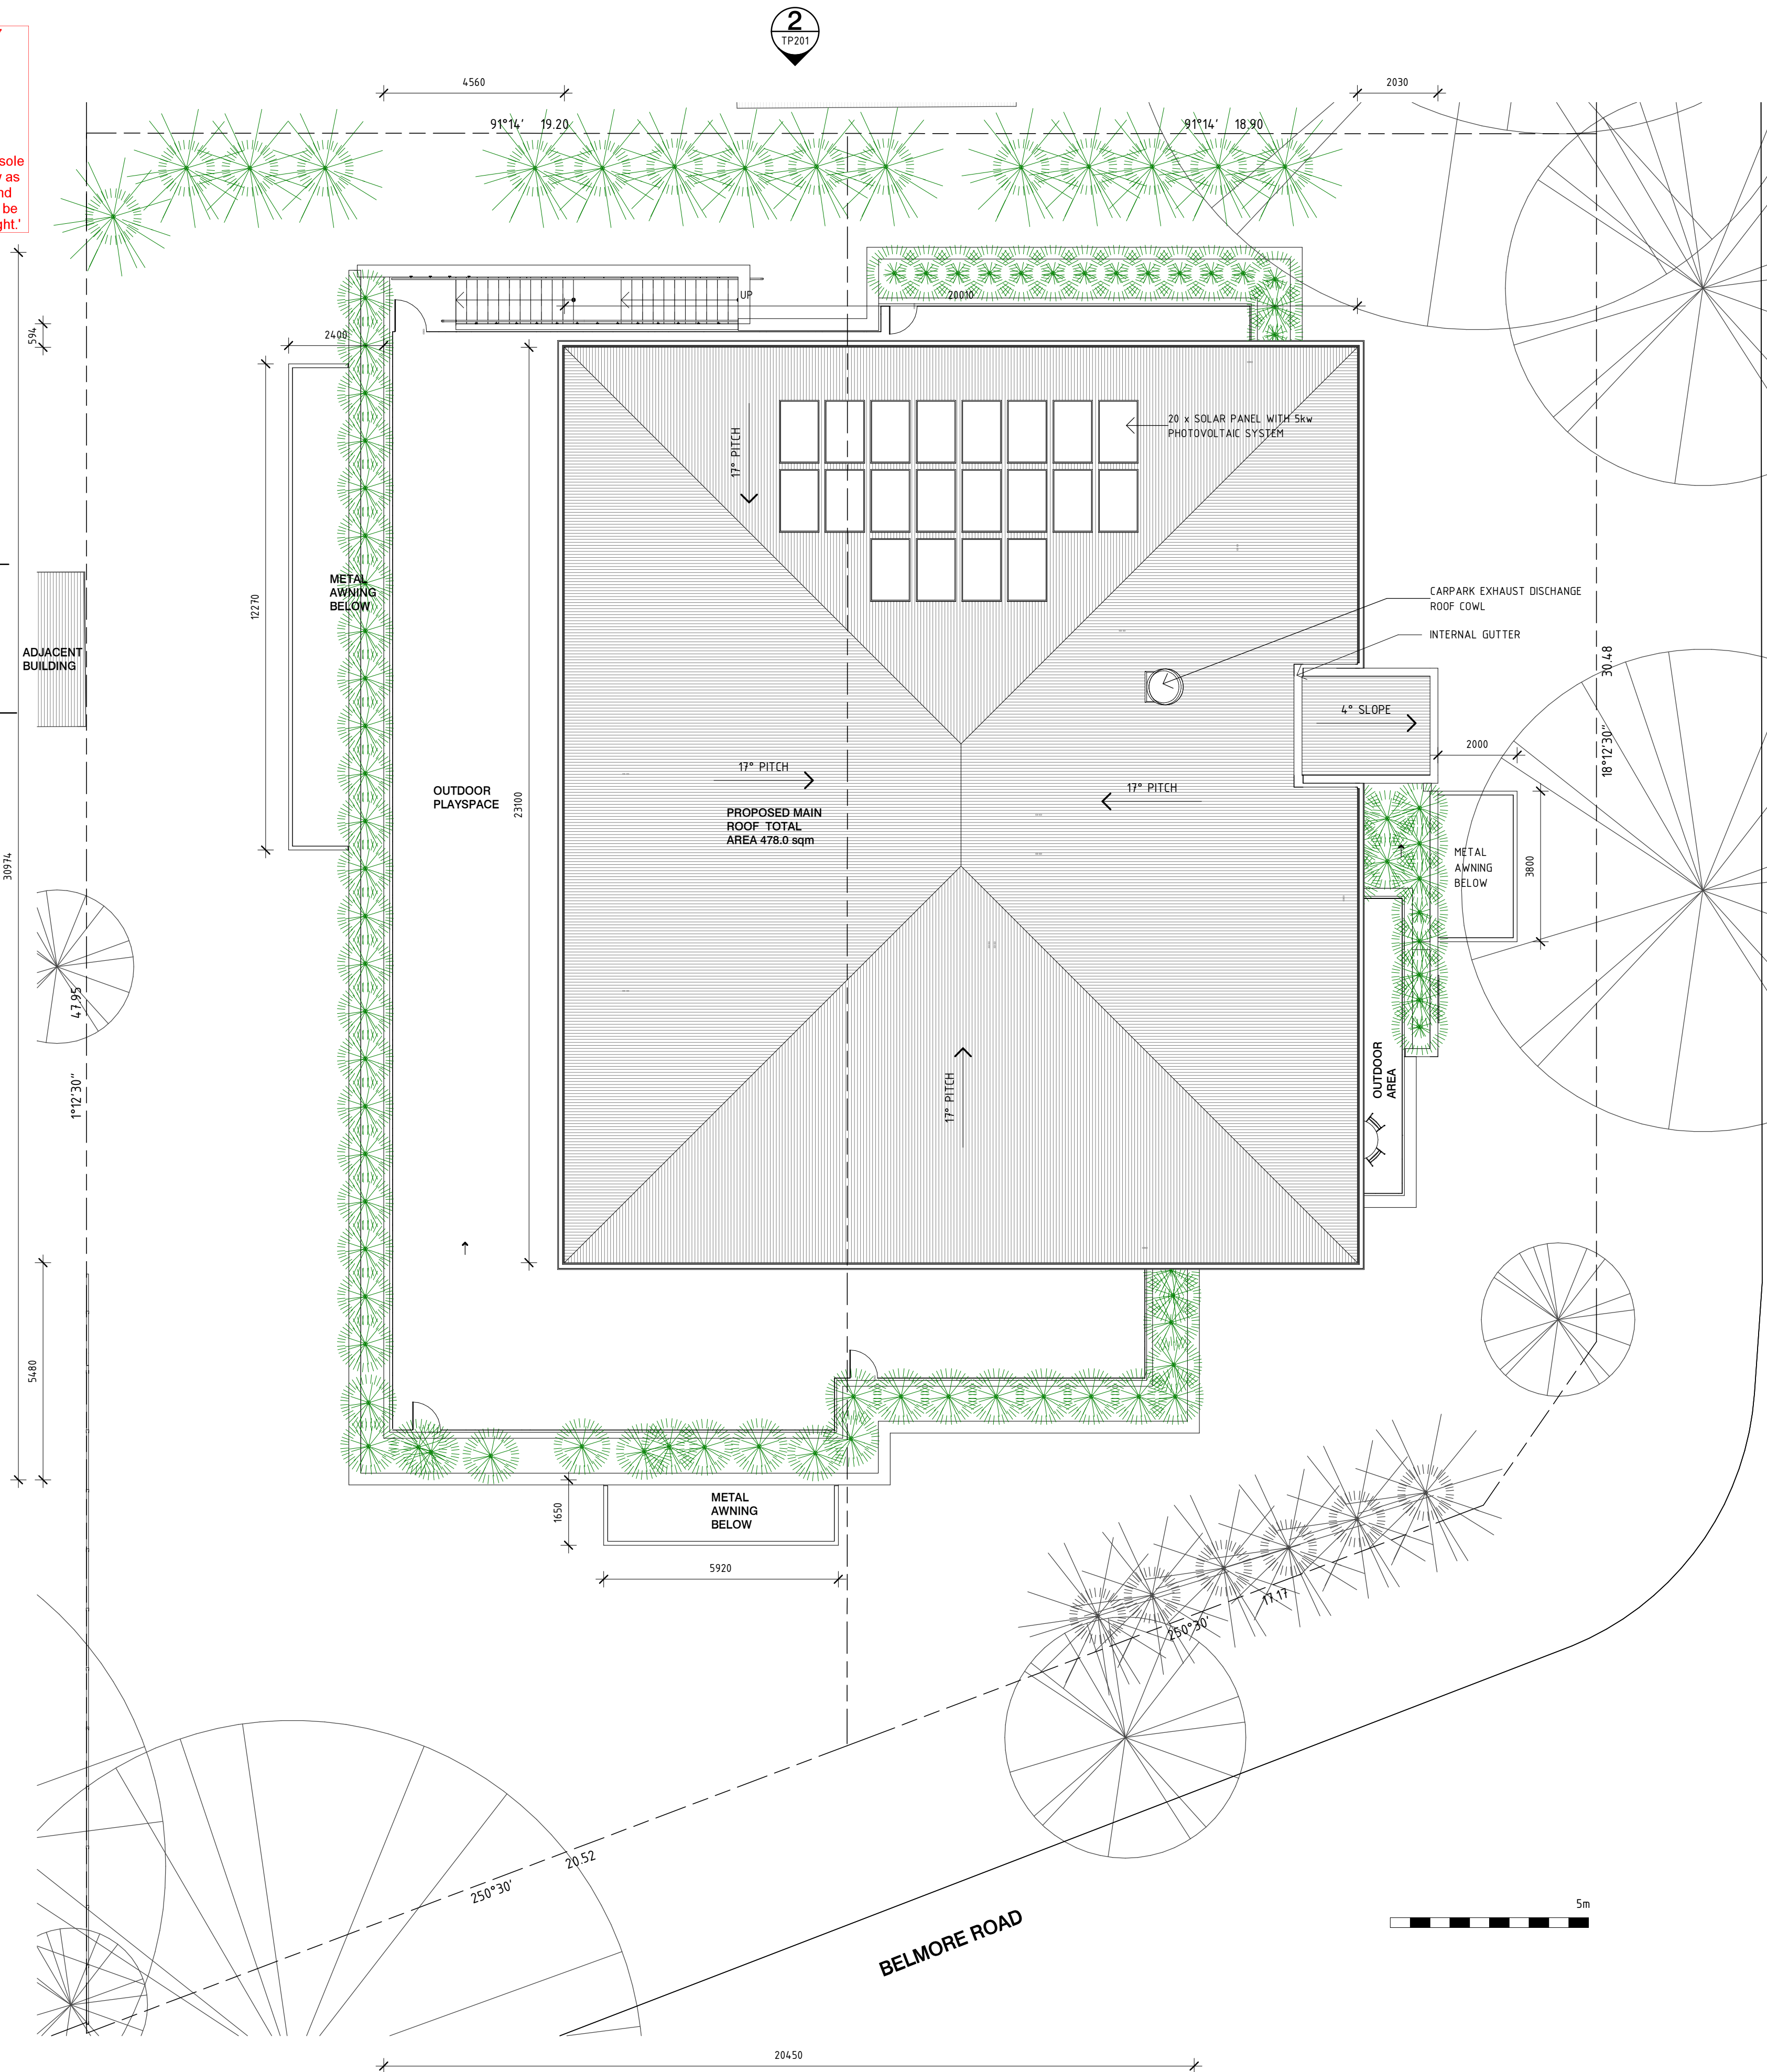 2
TP201
4560
2030
91°14' 19.20
91°14' 18.90
sole
as
nd
be
ght.'
UP
20010
594
2400
20 x SOLAR PANEL WITH 5kw
PHOTOVOLTAIC SYSTEM
17° PITCH
METAL
AWNING
BELOW
12270
CARPARK EXHAUST DISCHANGE
ROOF COWL
INTERNAL GUTTER
ADJACENT
BUILDING
30.48
18°12'30"
4° SLOPE
2000
17° PITCH
17° PITCH
OUTDOOR
PLAYSPACE
23100
PROPOSED MAIN
ROOF TOTAL
AREA 478.0 sqm
METAL
AWNING
BELOW
3800
30974
47.95
1°12'30"
OUTDOOR
AREA
17° PITCH
5480
1650
METAL
AWNING
BELOW
5920
17.17
250°30'
20.52
250°30'
BELMORE ROAD
5m
20450